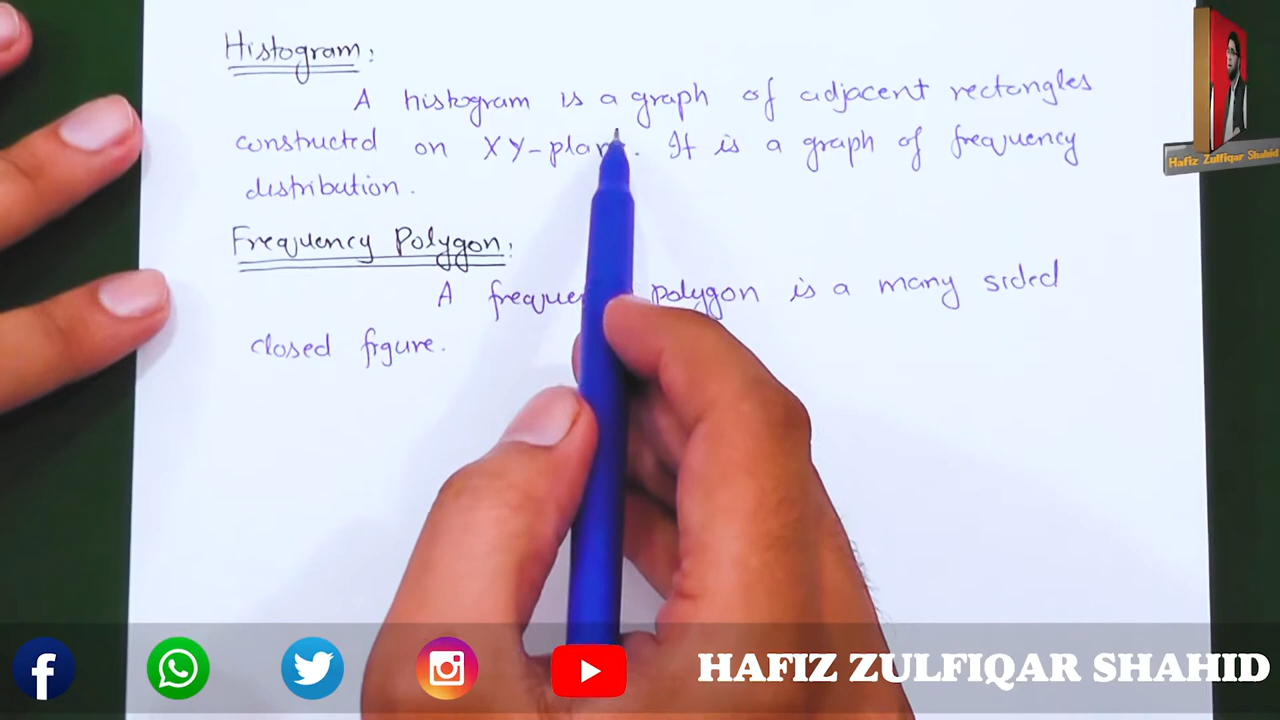 Histogram:
A histogram is a graph of adjacent rectangles
constructed on XY-plane. It is a graph of frequency
distribution.
Frequency Polygon:
A frequency polygon is a many sided
closed figure.
Hafiz Zulfiqar Shahid
HAFIZ ZULFIQAR SHAHID